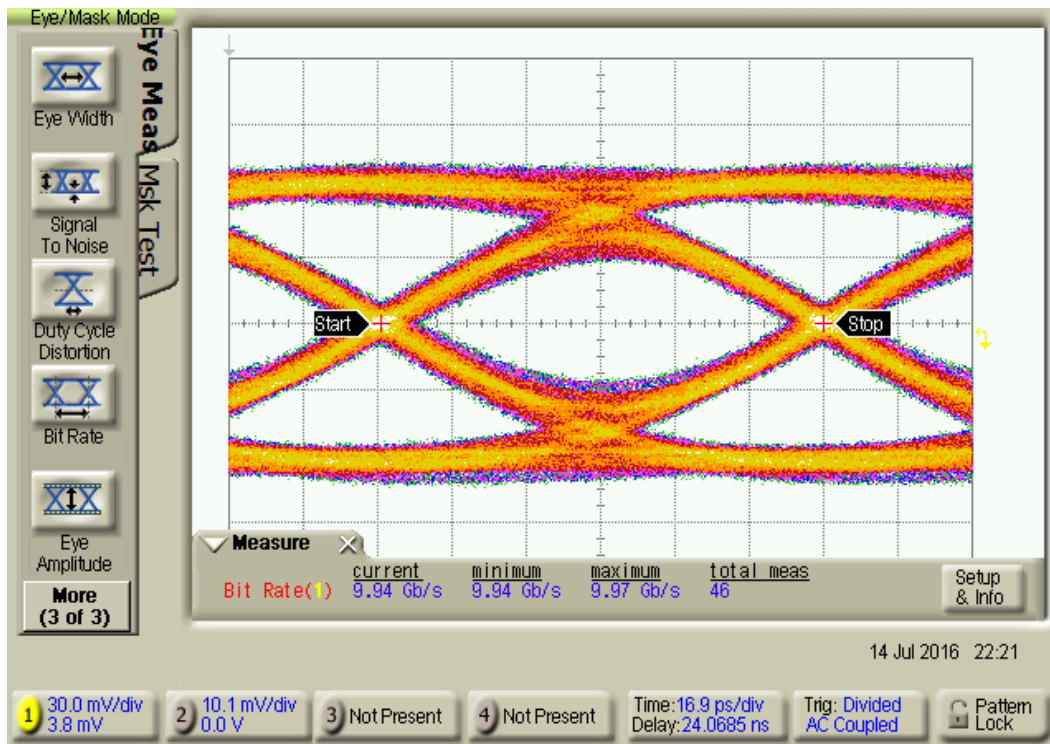 Eye/Mask Mode
Eye Meas
Msk Test
Eye Width
Signal
To Noise
Duty Cycle
Distortion
Bit Rate
Eye
Amplitude
More
(3 of 3)
Start
Stop
Measure
current minimum maximum total meas
Bit Rate(1) 9.94 Gb/s 9.94 Gb/s 9.97 Gb/s 46
Setup
& Info
14 Jul 2016 22:21
1 30.0 mV/div
3.8 mV
2 10.1 mV/div
0.0 V
3 Not Present
4 Not Present
Time:16.9 ps/div
Delay:24.0685 ns
Trig: Divided
AC Coupled
Pattern
Lock